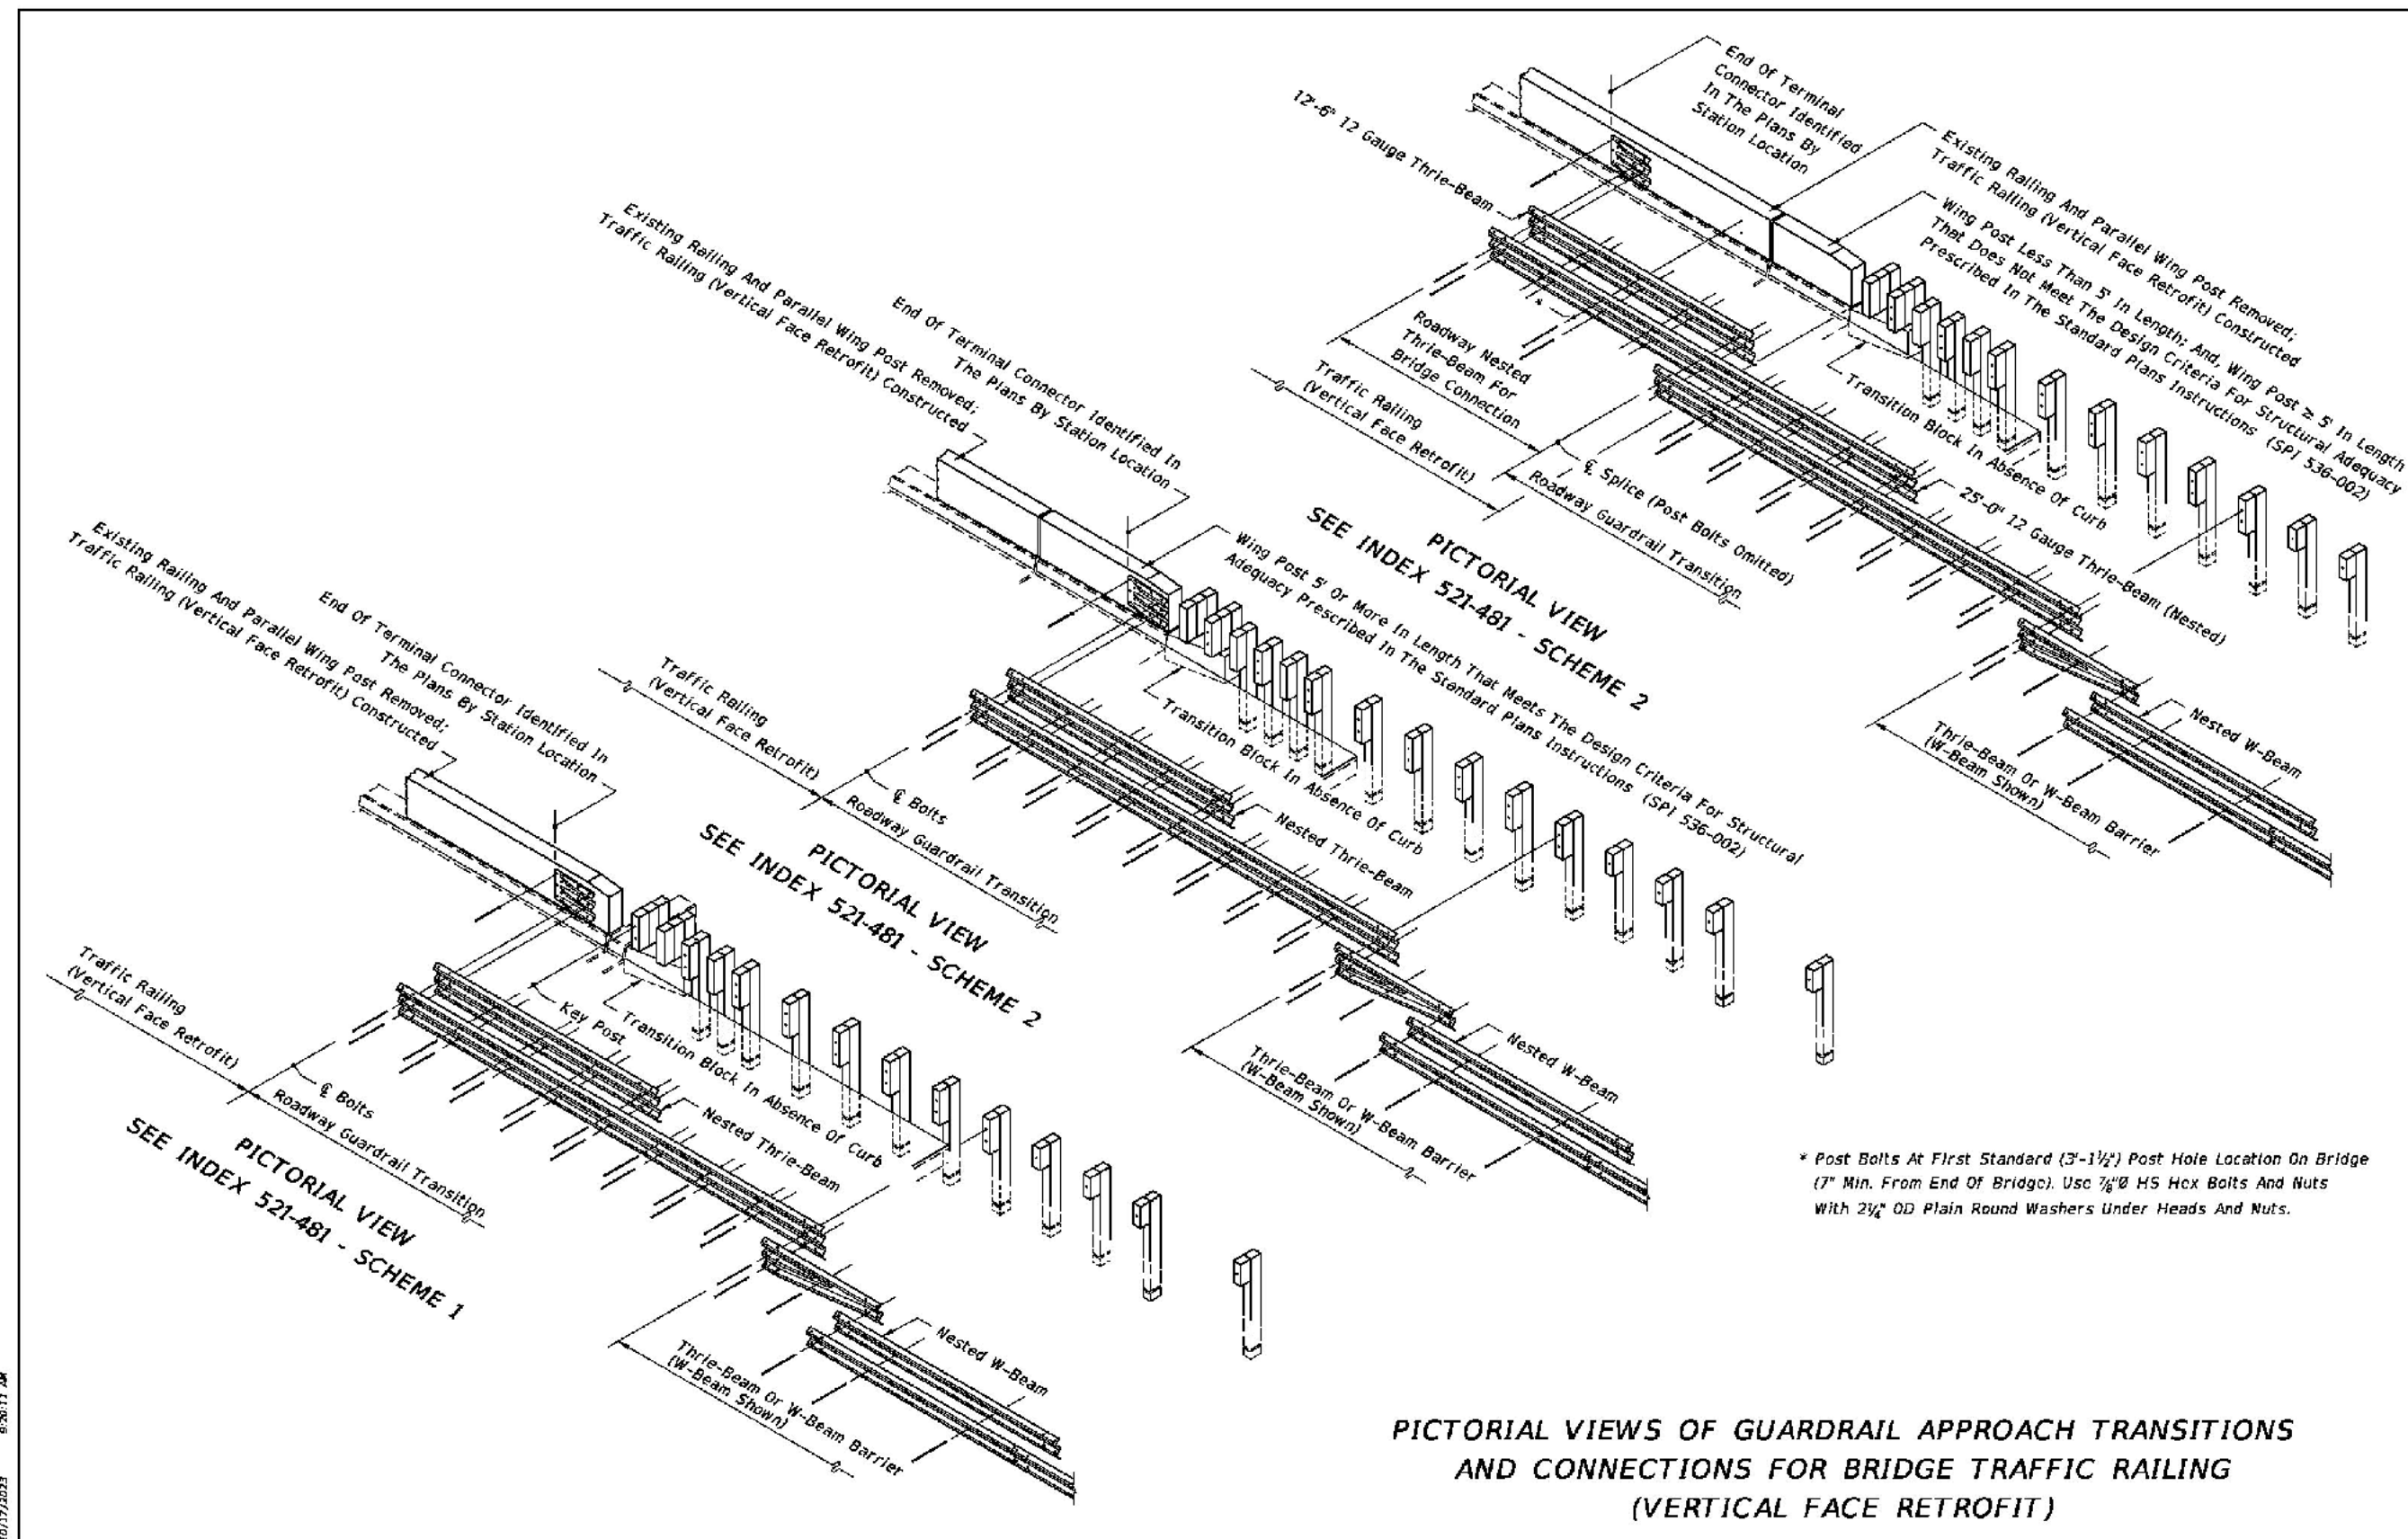 End Of Terminal
Connector Identified
In The Plans By
Station Location
12'-6" 12 Gauge Thrie-Beam
Existing Railing And Parallel Wing Post Removed;
Traffic Railing (Vertical Face Retrofit) Constructed
Wing Post Less Than 5' In Length; And, Wing Post ≥ 5' In Length
That Does Not Meet The Design Criteria For Structural Adequacy
Prescribed In The Standard Plans Instructions (SPI 536-002)
*
Roadway Nested
Thrie-Beam For
Bridge Connection
Traffic Railing
(Vertical Face Retrofit)
Transition Block In Absence Of Curb
℄ Splice (Post Bolts Omitted)
Roadway Guardrail Transition
25'-0" 12 Gauge Thrie-Beam (Nested)
PICTORIAL VIEW
SEE INDEX 521-481 - SCHEME 2
Nested W-Beam
Thrie-Beam Or W-Beam Barrier
(W-Beam Shown)
Existing Railing And Parallel Wing Post Removed;
Traffic Railing (Vertical Face Retrofit) Constructed
End Of Terminal Connector Identified In
The Plans By Station Location
Wing Post 5' Or More In Length That Meets The Design Criteria For Structural
Adequacy Prescribed In The Standard Plans Instructions (SPI 536-002)
Traffic Railing
(Vertical Face Retrofit)
Transition Block In Absence Of Curb
℄ Bolts
Roadway Guardrail Transition
Nested Thrie-Beam
PICTORIAL VIEW
SEE INDEX 521-481 - SCHEME 2
Nested W-Beam
Thrie-Beam Or W-Beam Barrier
(W-Beam Shown)
Existing Railing And Parallel Wing Post Removed;
Traffic Railing (Vertical Face Retrofit) Constructed
End Of Terminal Connector Identified In
The Plans By Station Location
Traffic Railing
(Vertical Face Retrofit)
Key Post
Transition Block In Absence Of Curb
℄ Bolts
Roadway Guardrail Transition
Nested Thrie-Beam
PICTORIAL VIEW
SEE INDEX 521-481 - SCHEME 1
Nested W-Beam
Thrie-Beam Or W-Beam Barrier
(W-Beam Shown)
* Post Bolts At First Standard (3'-1½") Post Hole Location On Bridge
(7" Min. From End Of Bridge). Use ⅞"Ø HS Hex Bolts And Nuts
With 2¼" OD Plain Round Washers Under Heads And Nuts.
PICTORIAL VIEWS OF GUARDRAIL APPROACH TRANSITIONS
AND CONNECTIONS FOR BRIDGE TRAFFIC RAILING
(VERTICAL FACE RETROFIT)
10/17/2023 9:20:11 AM